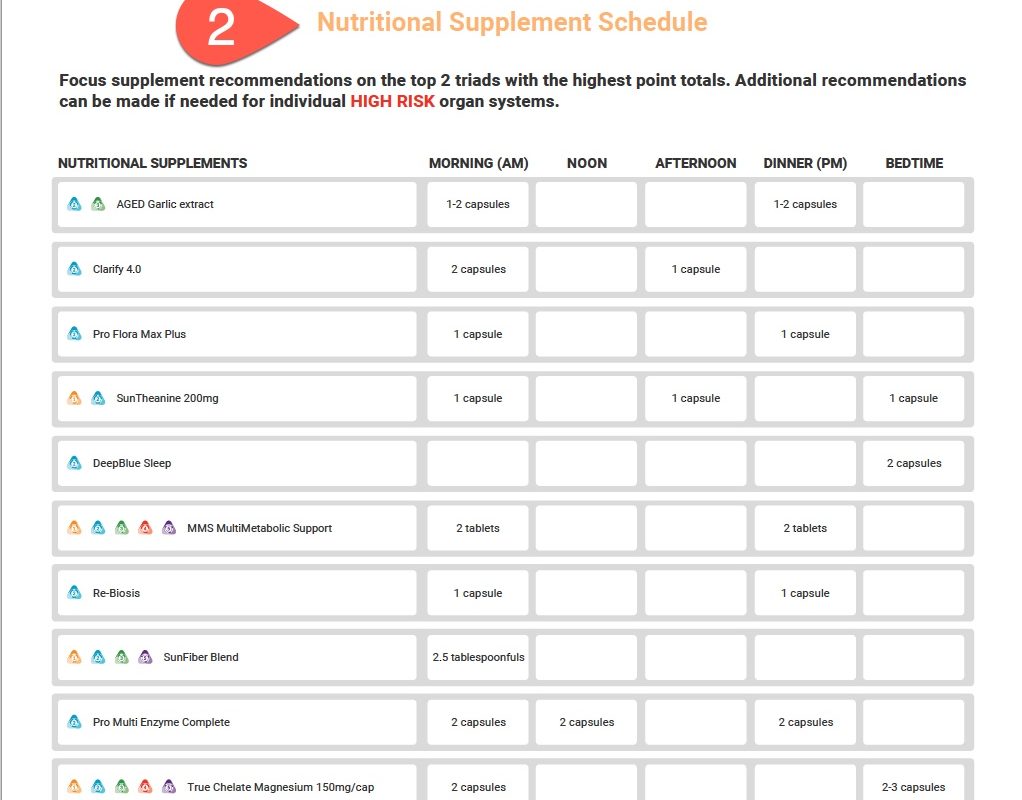 2
Nutritional Supplement Schedule
Focus supplement recommendations on the top 2 triads with the highest point totals. Additional recommendations
can be made if needed for individual HIGH RISK organ systems.
NUTRITIONAL SUPPLEMENTS MORNING (AM) NOON AFTERNOON DINNER (PM) BEDTIME
AGED Garlic extract 1-2 capsules 1-2 capsules
Clarify 4.0 2 capsules 1 capsule
Pro Flora Max Plus 1 capsule 1 capsule
SunTheanine 200mg 1 capsule 1 capsule 1 capsule
DeepBlue Sleep 2 capsules
MMS MultiMetabolic Support 2 tablets 2 tablets
Re-Biosis 1 capsule 1 capsule
SunFiber Blend 2.5 tablespoonfuls
Pro Multi Enzyme Complete 2 capsules 2 capsules 2 capsules
True Chelate Magnesium 150mg/cap 2 capsules 2-3 capsules